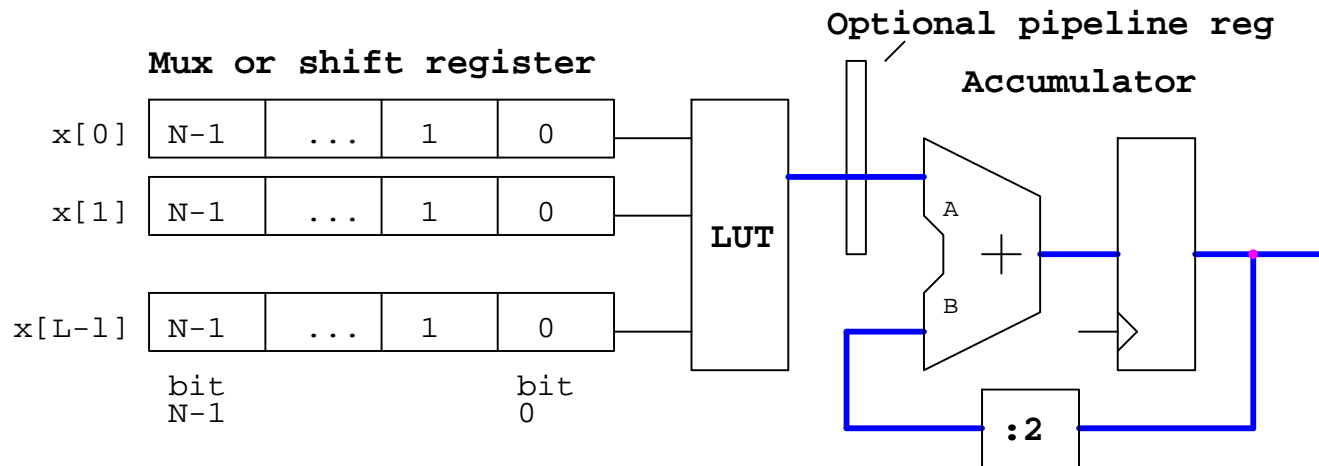 Optional pipeline reg
Mux or shift register
Accumulator
x[0] N-1 ... 1 0
x[1] N-1 ... 1 0
A
LUT
+
B
x[L-l] N-1 ... 1 0
bit bit
N-1 0
:2